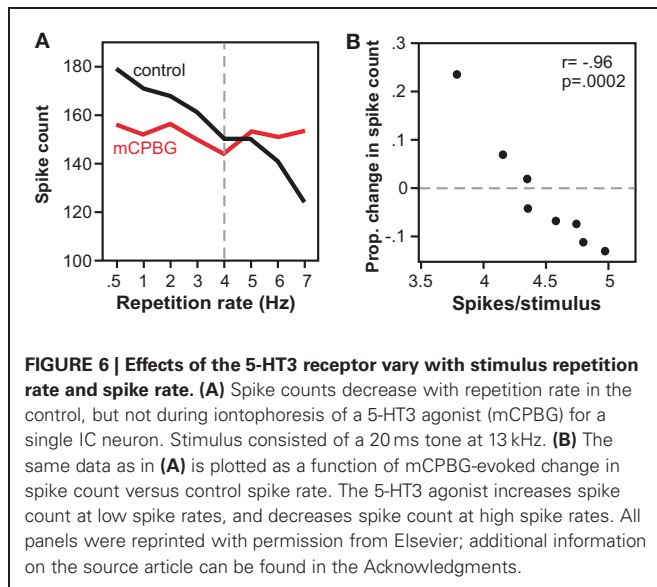 A
180
160
140
120
100
Spike count
control
mCPBG
.5 1 2 3 4 5 6 7
Repetition rate (Hz)
B
.3
.2
.1
0
-.1
Prop. change in spike count
r= -.96
p=.0002
3.5 4 4.5 5
Spikes/stimulus
FIGURE 6 | Effects of the 5-HT3 receptor vary with stimulus repetition
rate and spike rate. (A) Spike counts decrease with repetition rate in the
control, but not during iontophoresis of a 5-HT3 agonist (mCPBG) for a
single IC neuron. Stimulus consisted of a 20 ms tone at 13 kHz. (B) The
same data as in (A) is plotted as a function of mCPBG-evoked change in
spike count versus control spike rate. The 5-HT3 agonist increases spike
count at low spike rates, and decreases spike count at high spike rates. All
panels were reprinted with permission from Elsevier; additional information
on the source article can be found in the Acknowledgments.